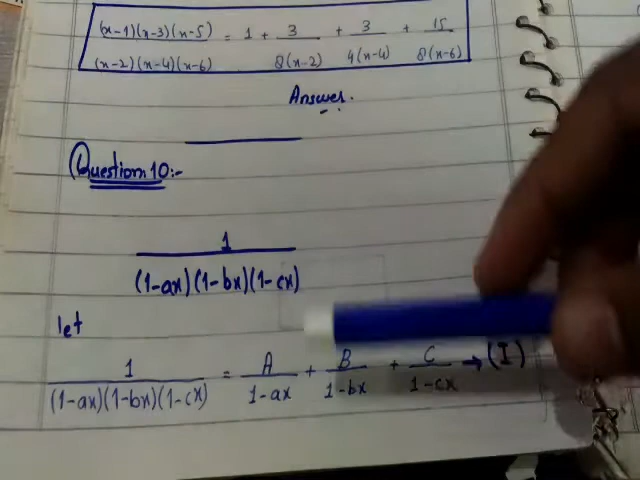 (x-1)(x-3)(x-5) / (x-2)(x-4)(x-6) = 1 + 3 / 8(x-2) + 3 / 4(x-4) + 15 / 8(x-6)
Answer.
Question 10:-
1 / (1-ax)(1-bx)(1-cx)
let
1 / (1-ax)(1-bx)(1-cx) = A / 1-ax + B / 1-bx + C / 1-cx → (I)